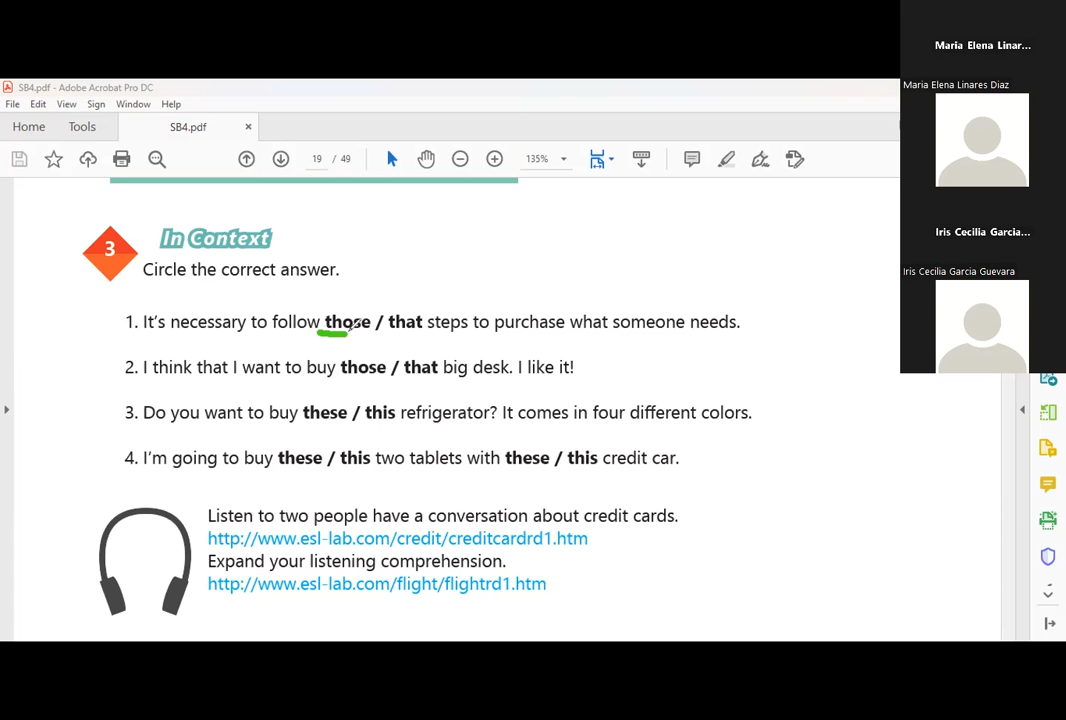 Maria Elena Linar...
SB4.pdf - Adobe Acrobat Pro DC
Maria Elena Linares Diaz
File Edit View Sign Window Help
Home Tools SB4.pdf ×
19 / 49 135%
Iris Cecilia Garcia...
3 In Context
Circle the correct answer.
Iris Cecilia Garcia Guevara
1. It's necessary to follow those / that steps to purchase what someone needs.
2. I think that I want to buy those / that big desk. I like it!
3. Do you want to buy these / this refrigerator? It comes in four different colors.
4. I'm going to buy these / this two tablets with these / this credit car.
Listen to two people have a conversation about credit cards.
http://www.esl-lab.com/credit/creditcardrd1.htm
Expand your listening comprehension.
http://www.esl-lab.com/flight/flightrd1.htm